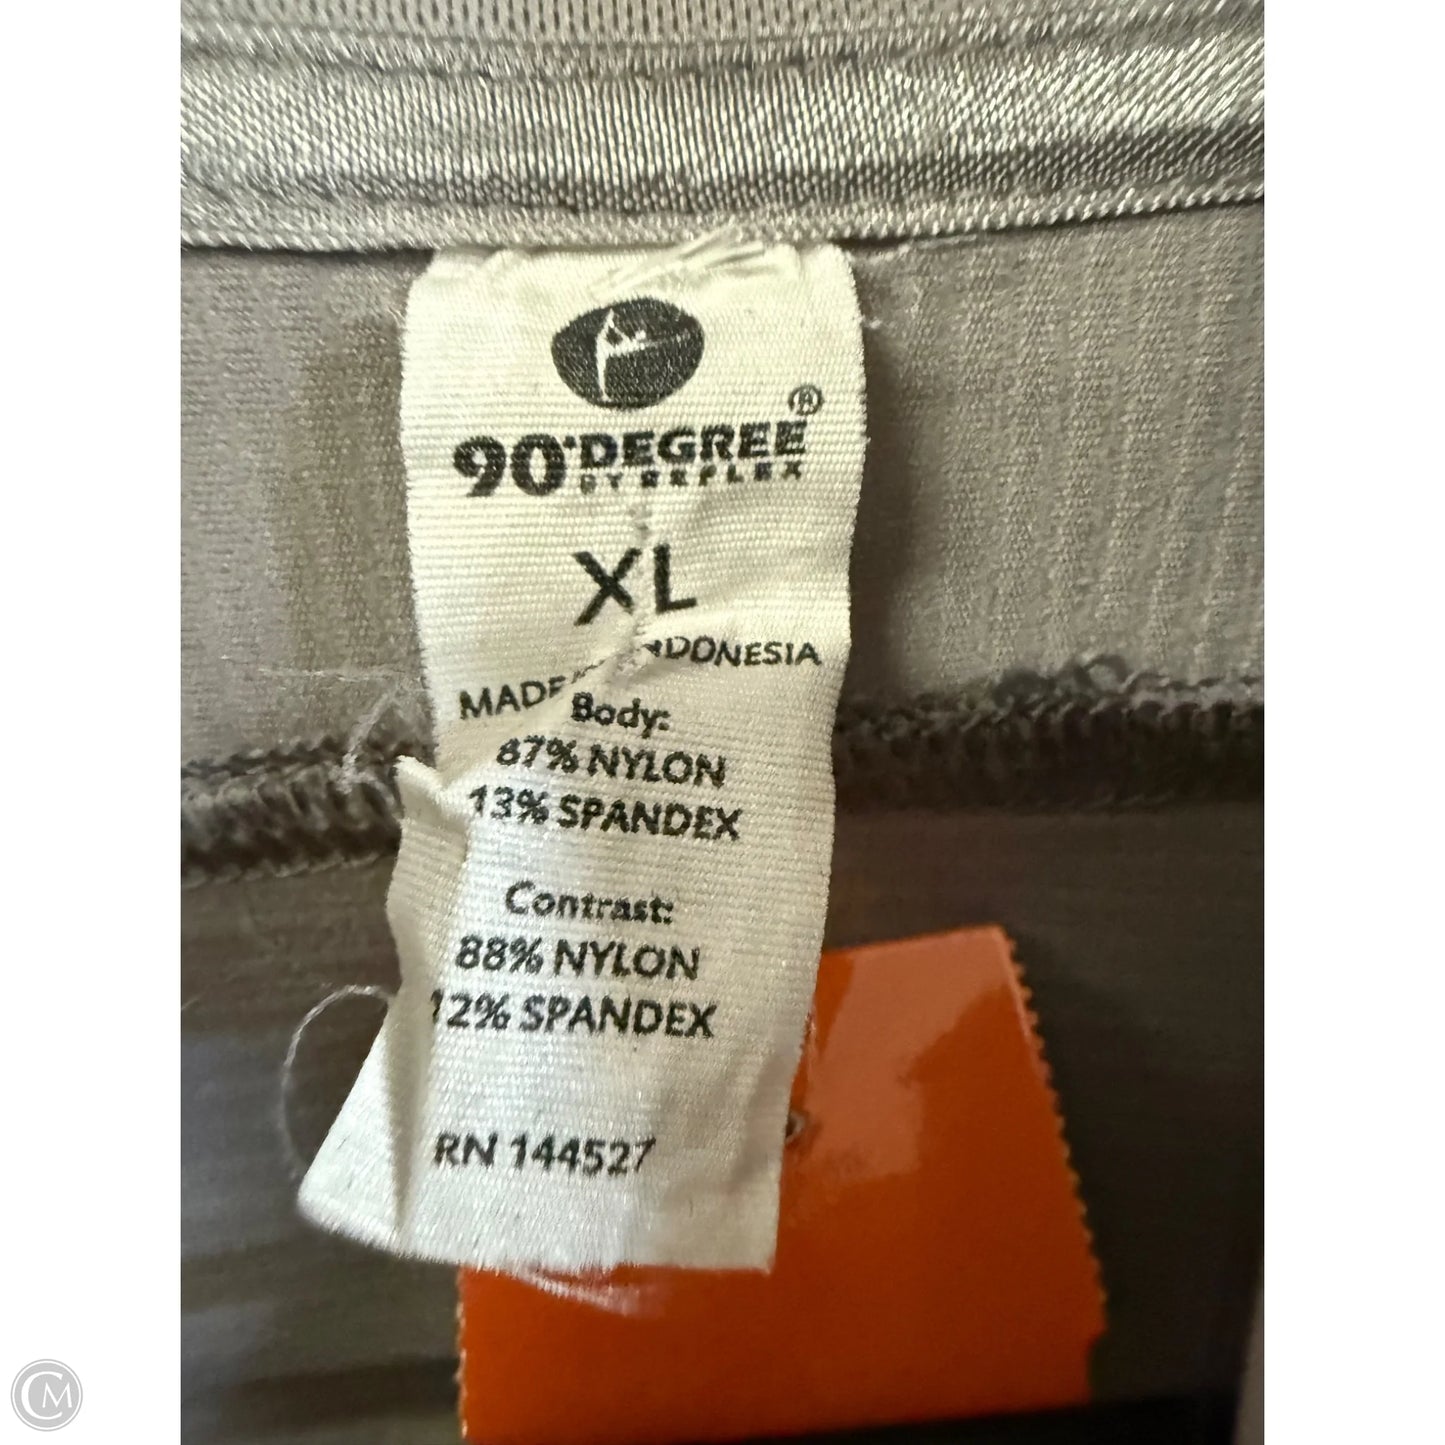 90° DEGREE®
BY REFLEX
XL
MADE INDONESIA
Body:
87% NYLON
13% SPANDEX
Contrast:
88% NYLON
12% SPANDEX
RN 144527
CM